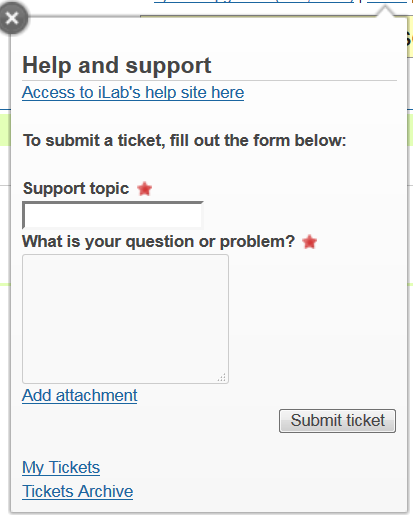 Help and support
Access to iLab's help site here
To submit a ticket, fill out the form below:
Support topic
What is your question or problem?
Add attachment
Submit ticket
My Tickets
Tickets Archive